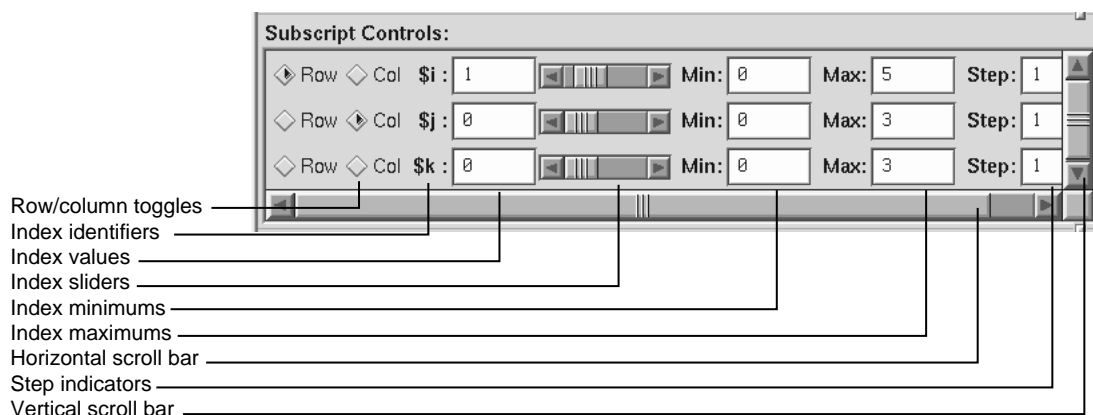 Subscript Controls:
Row Col $i : 1 Min: 0 Max: 5 Step: 1
Row Col $j : 0 Min: 0 Max: 3 Step: 1
Row Col $k : 0 Min: 0 Max: 3 Step: 1
Row/column toggles
Index identifiers
Index values
Index sliders
Index minimums
Index maximums
Horizontal scroll bar
Step indicators
Vertical scroll bar